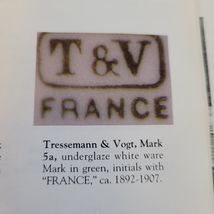 T&V
FRANCE
Tressemann & Vogt, Mark
5a, underglaze white ware
Mark in green, initials with
"FRANCE," ca. 1892-1907.